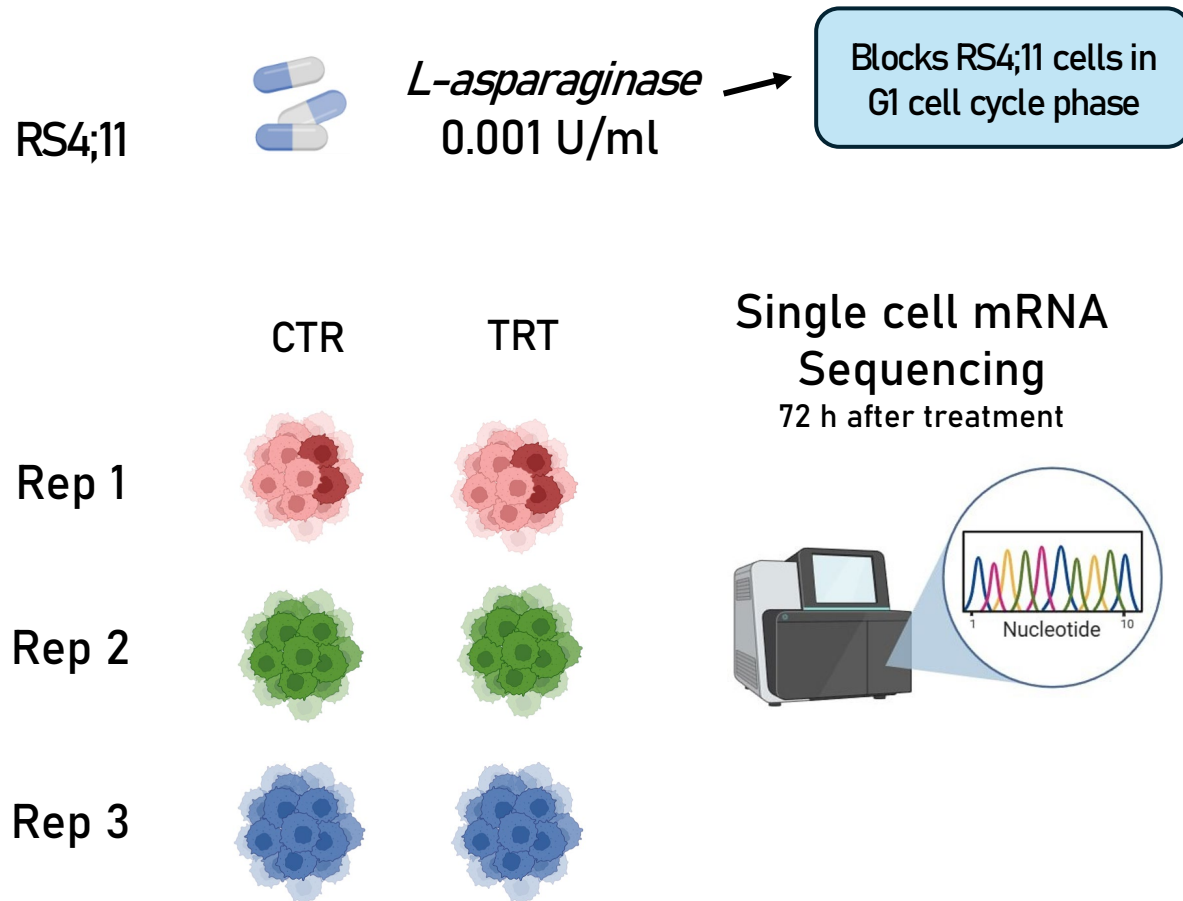 RS4;11
L-asparaginase
0.001 U/ml
Blocks RS4;11 cells in
G1 cell cycle phase
CTR
TRT
Single cell mRNA
Sequencing
72 h after treatment
Rep 1
Rep 2
Rep 3
1
Nucleotide
10